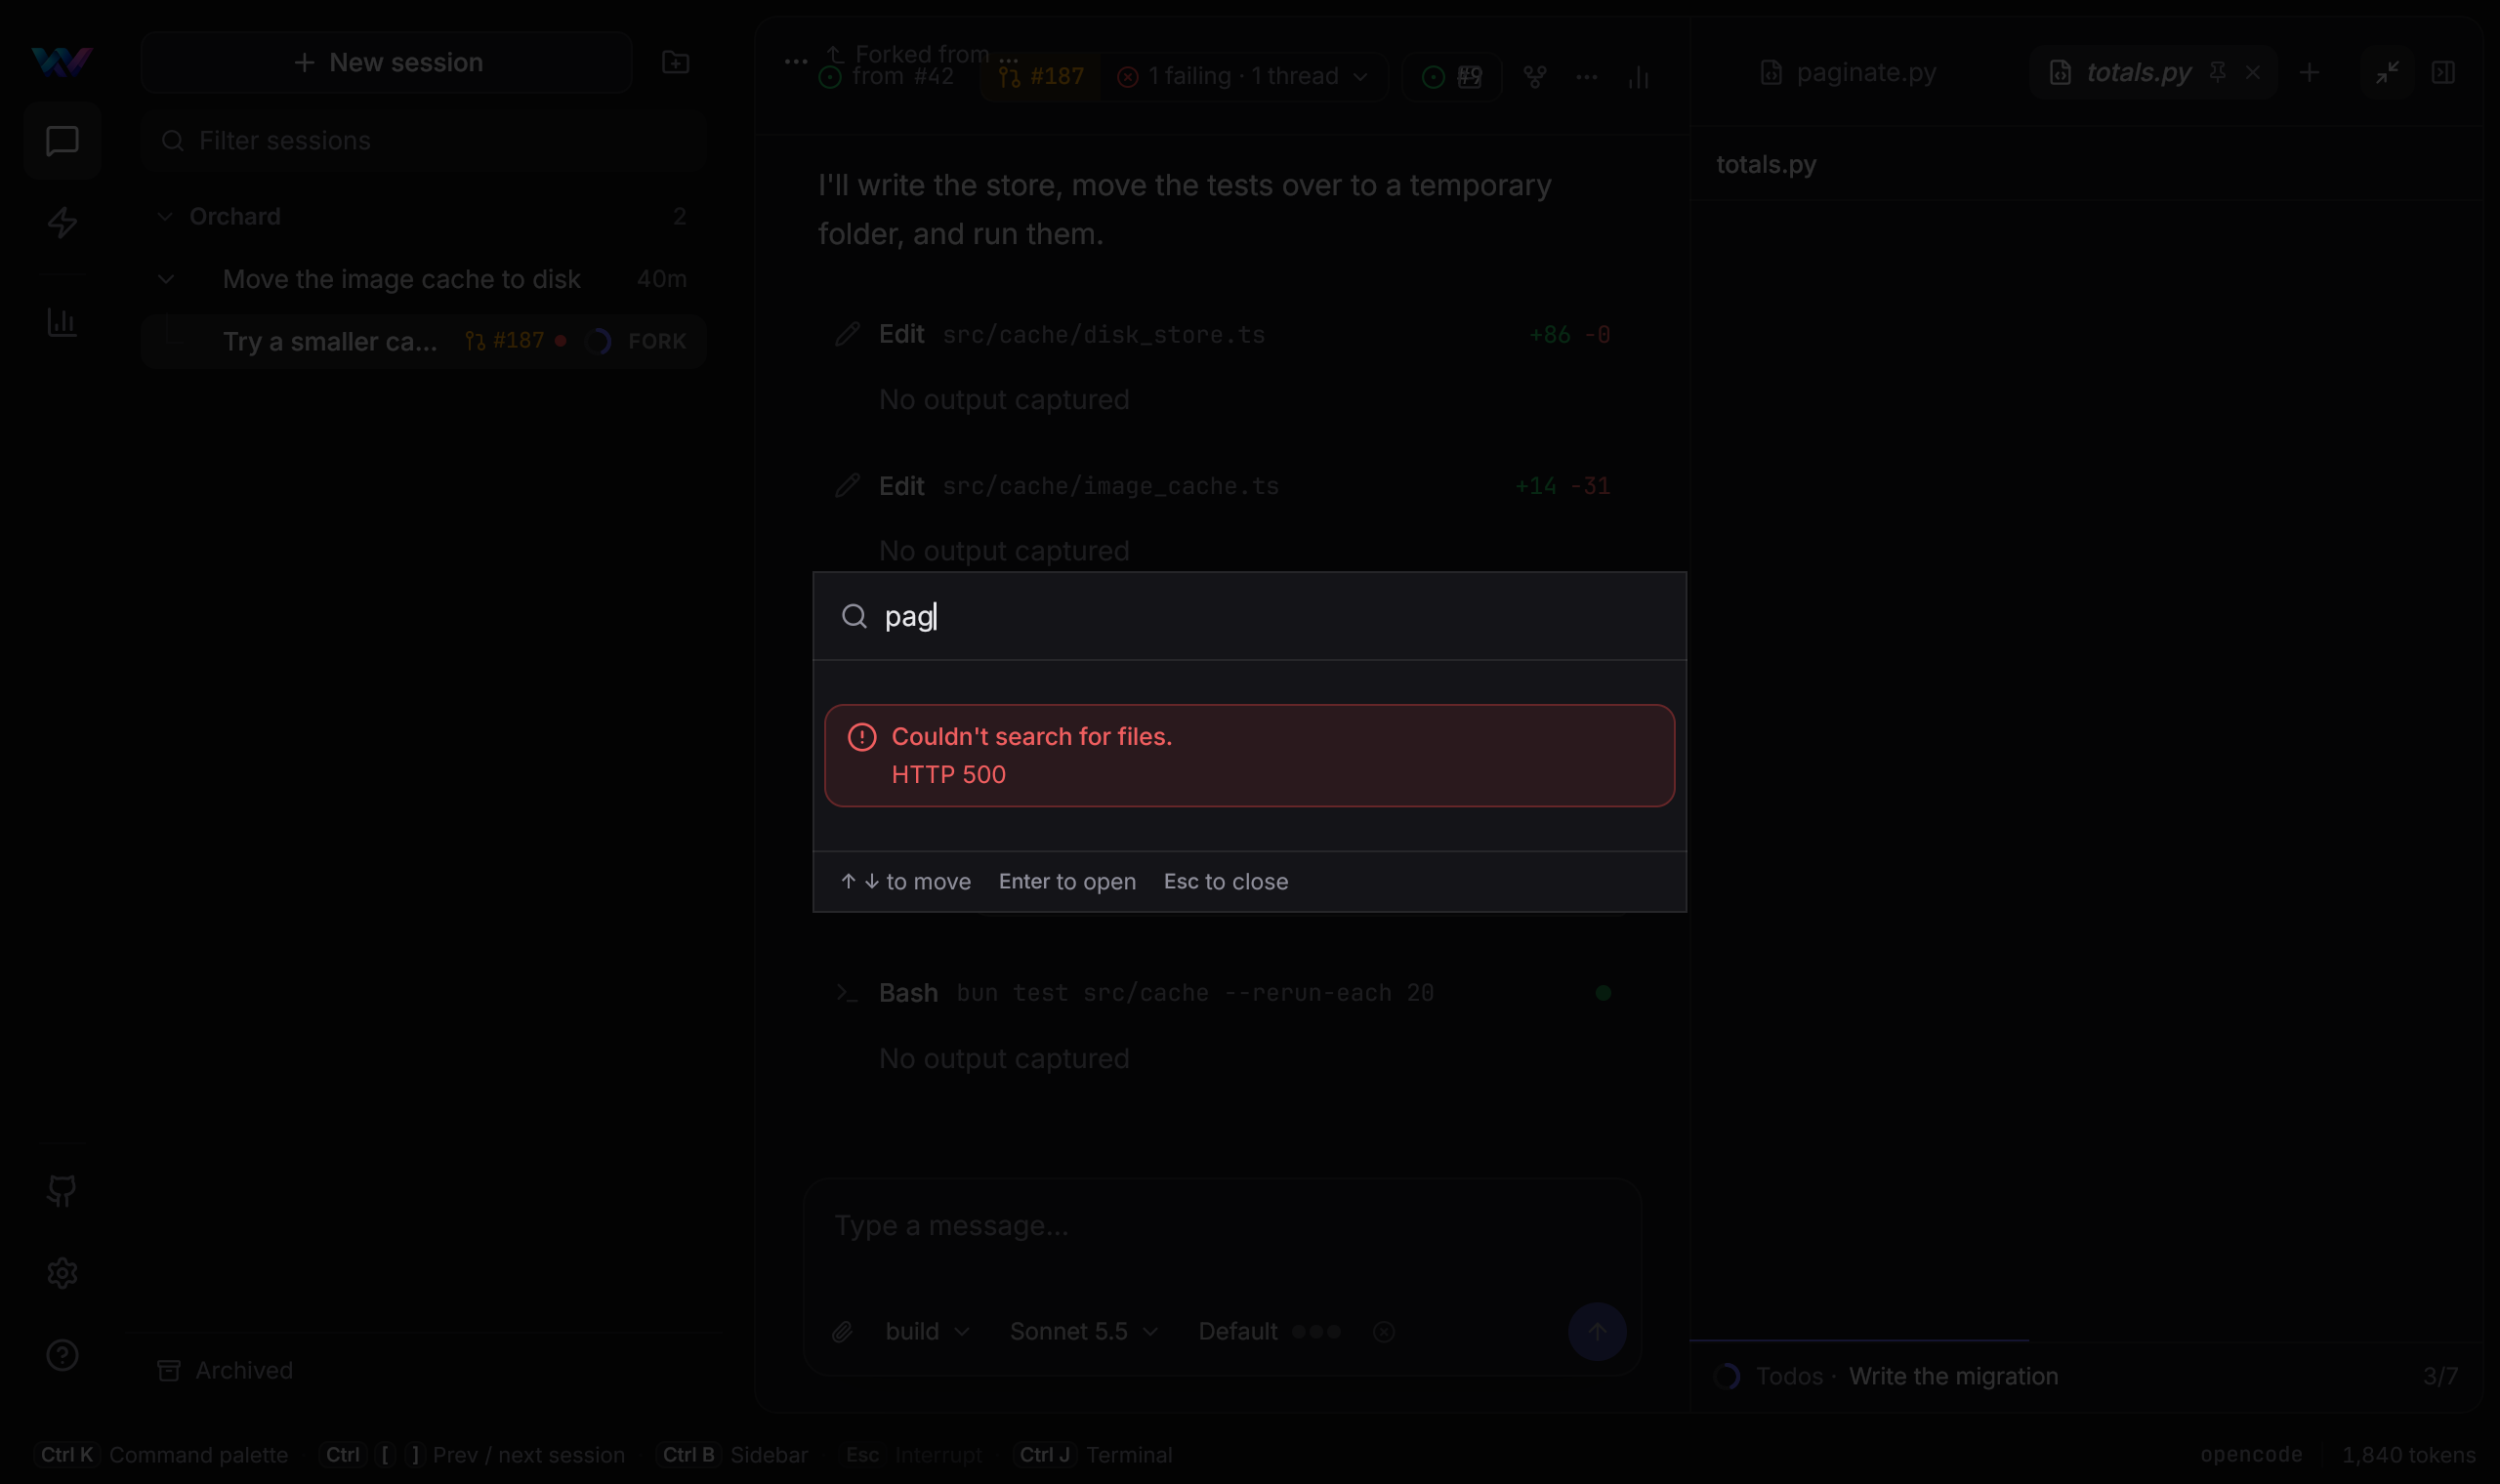 New session
Filter sessions
Orchard 2
Move the image cache to disk 40m
Try a smaller ca... #187 FORK
Archived
Forked from ...
from #42
#187 1 failing · 1 thread
#9
I'll write the store, move the tests over to a temporary
folder, and run them.
Edit src/cache/disk_store.ts +86 -0
No output captured
Edit src/cache/image_cache.ts +14 -31
No output captured
pag
Couldn't search for files.
HTTP 500
↑ ↓ to move Enter to open Esc to close
Bash bun test src/cache --rerun-each 20
No output captured
Type a message...
build Sonnet 5.5 Default
paginate.py totals.py
totals.py
Todos · Write the migration 3/7
Ctrl K Command palette Ctrl [ ] Prev / next session Ctrl B Sidebar Esc Interrupt Ctrl J Terminal
opencode 1,840 tokens